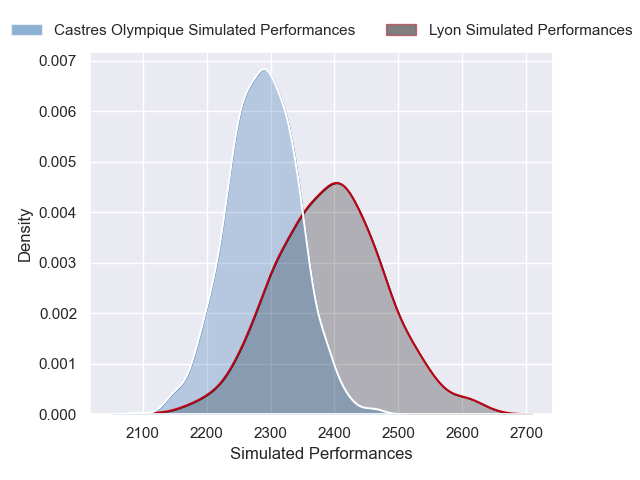 Castres Olympique Simulated Performances
Lyon Simulated Performances
0.007
0.006
0.005
0.004
0.003
0.002
0.001
0.000
Density
2100 2200 2300 2400 2500 2600 2700
Simulated Performances